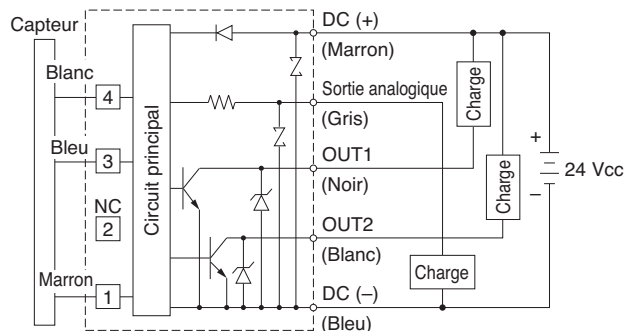 Capteur
Blanc
4
Bleu
3
NC
2
Marron
1
Circuit principal
DC (+)
(Marron)
Sortie analogique
(Gris)
OUT1
(Noir)
OUT2
(Blanc)
DC (–)
(Bleu)
Charge
Charge
Charge
+
24 Vcc
–